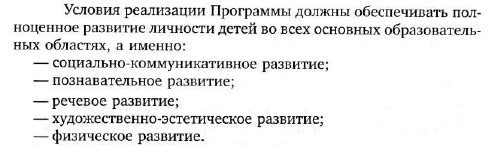 Условия реализации Программы должны обеспечивать пол-
ноценное развитие личности детей во всех основных образователь-
ных областях, а именно:
— социально-коммуникативное развитие;
— познавательное развитие;
— речевое развитие;
— художественно-эстетическое развитие;
— физическое развитие.